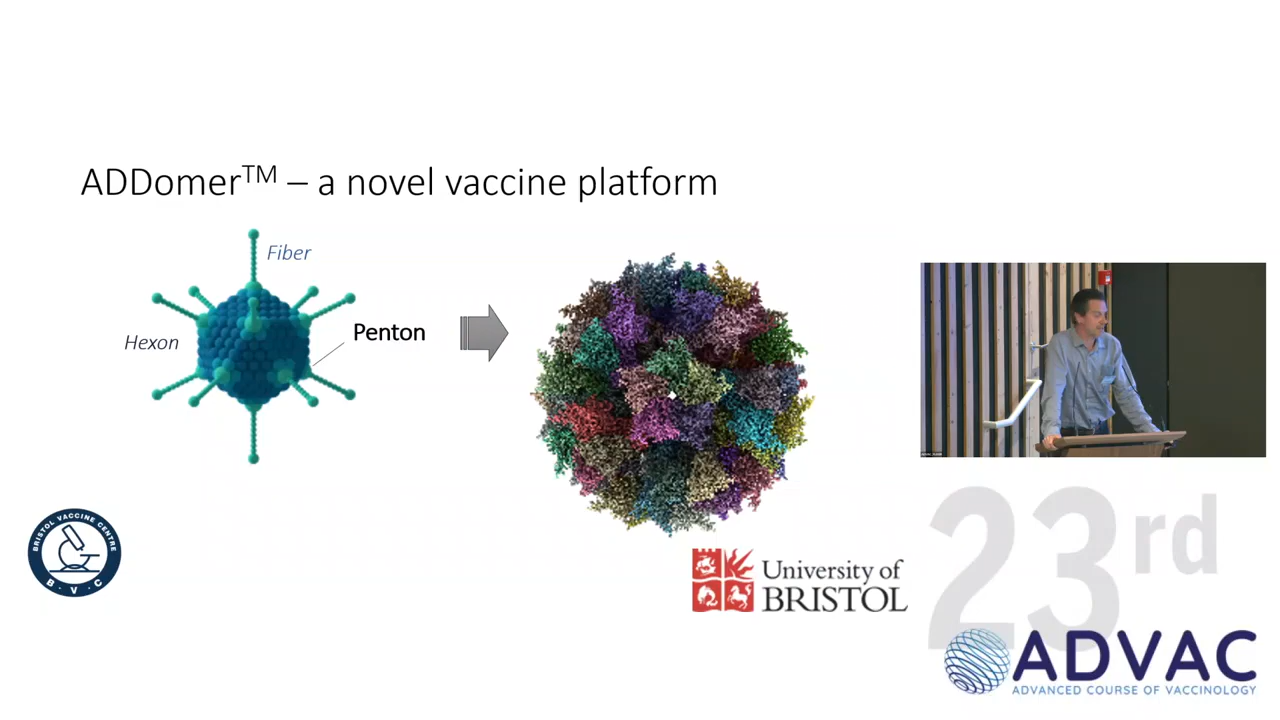 ADDomer™ – a novel vaccine platform
Fiber
Hexon
Penton
BRISTOL VACCINE CENTRE
B · V · C
University of
BRISTOL
23rd
ADVAC
ADVANCED COURSE OF VACCINOLOGY